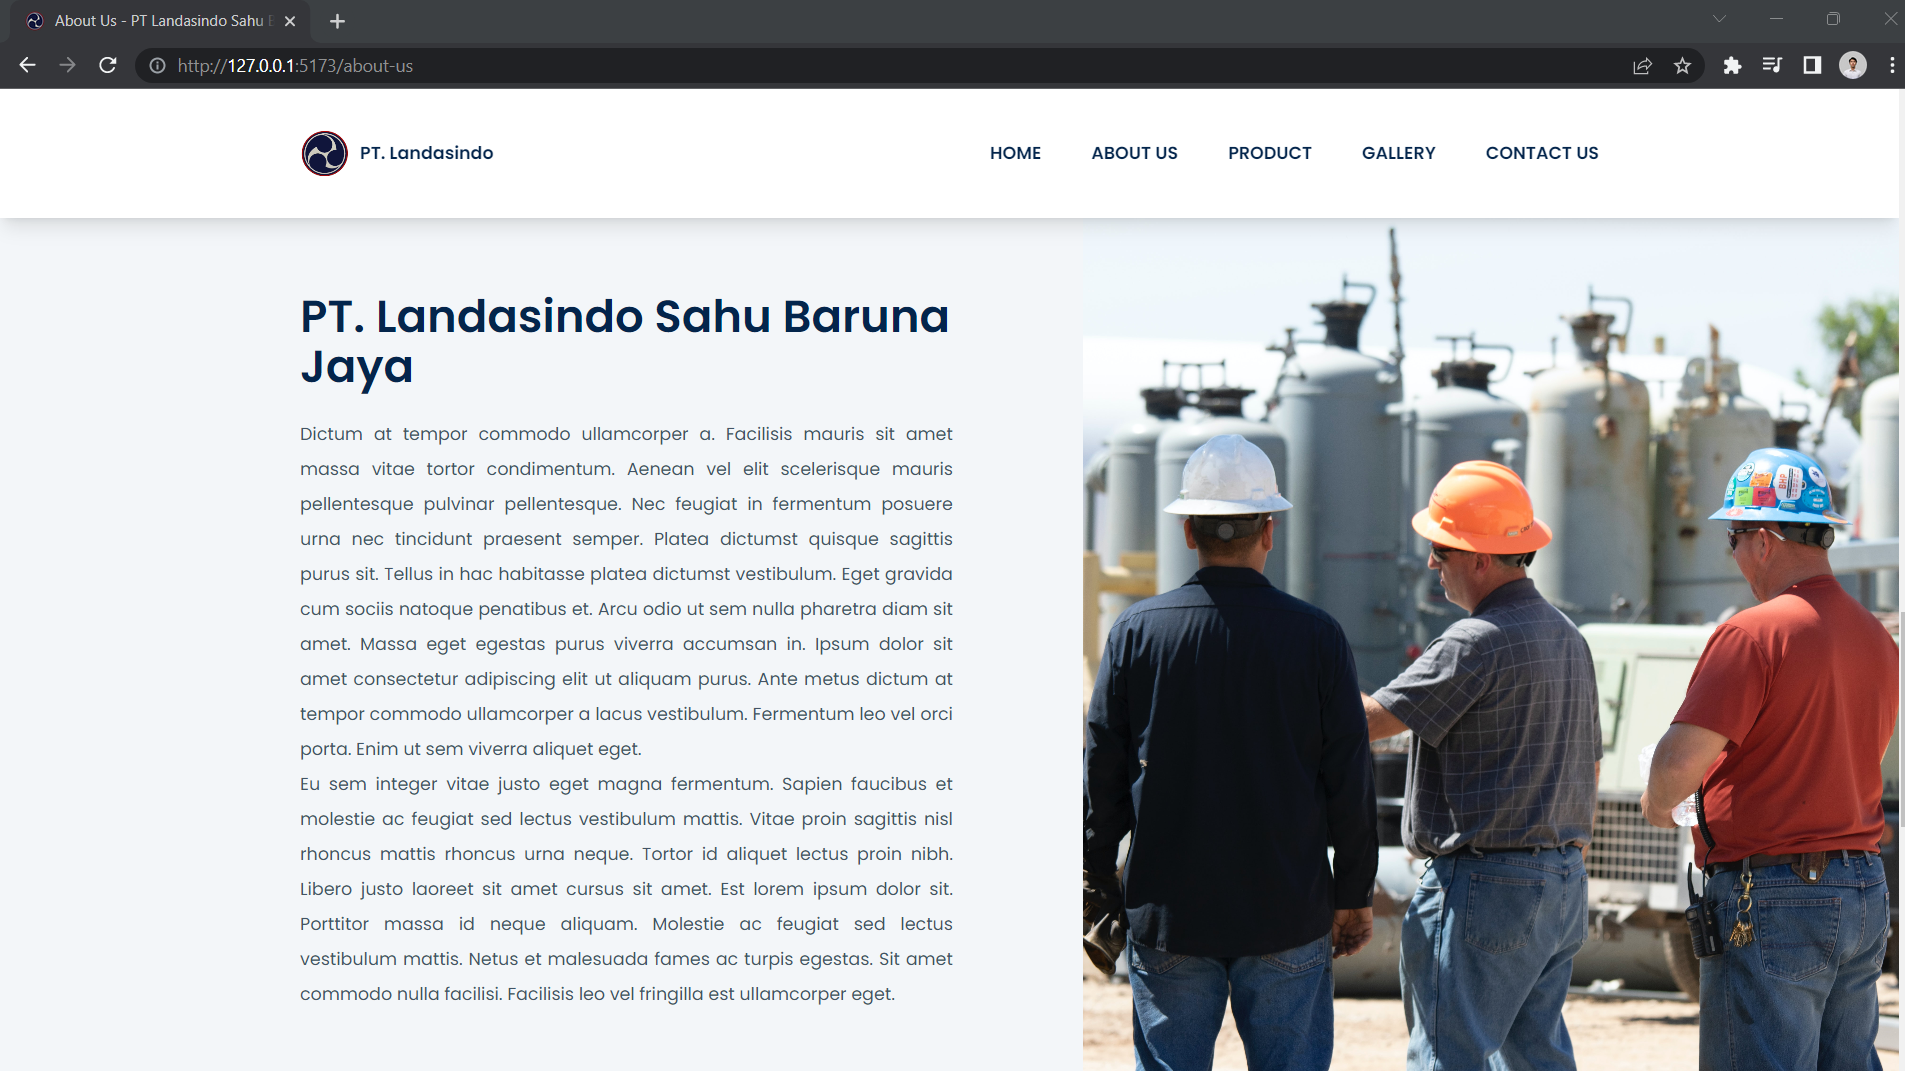 About Us - PT Landasindo Sahu
http://127.0.0.1:5173/about-us
PT. Landasindo
HOME
ABOUT US
PRODUCT
GALLERY
CONTACT US
PT. Landasindo Sahu Baruna
Jaya
Dictum at tempor commodo ullamcorper a. Facilisis mauris sit amet
massa vitae tortor condimentum. Aenean vel elit scelerisque mauris
pellentesque pulvinar pellentesque. Nec feugiat in fermentum posuere
urna nec tincidunt praesent semper. Platea dictumst quisque sagittis
purus sit. Tellus in hac habitasse platea dictumst vestibulum. Eget gravida
cum sociis natoque penatibus et. Arcu odio ut sem nulla pharetra diam sit
amet. Massa eget egestas purus viverra accumsan in. Ipsum dolor sit
amet consectetur adipiscing elit ut aliquam purus. Ante metus dictum at
tempor commodo ullamcorper a lacus vestibulum. Fermentum leo vel orci
porta. Enim ut sem viverra aliquet eget.
Eu sem integer vitae justo eget magna fermentum. Sapien faucibus et
molestie ac feugiat sed lectus vestibulum mattis. Vitae proin sagittis nisl
rhoncus mattis rhoncus urna neque. Tortor id aliquet lectus proin nibh.
Libero justo laoreet sit amet cursus sit amet. Est lorem ipsum dolor sit.
Porttitor massa id neque aliquam. Molestie ac feugiat sed lectus
vestibulum mattis. Netus et malesuada fames ac turpis egestas. Sit amet
commodo nulla facilisi. Facilisis leo vel fringilla est ullamcorper eget.